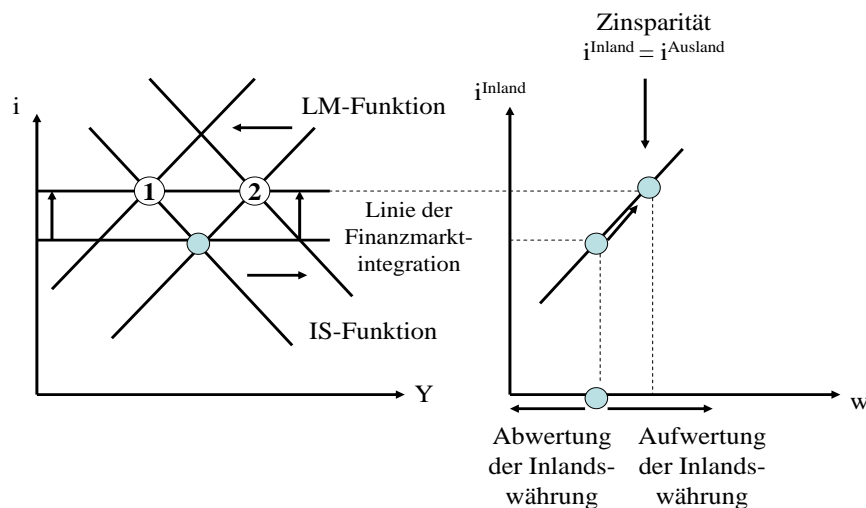 Zinsparität
i^Inland = i^Ausland
i
LM-Funktion
i^Inland
1
2
Linie der
Finanzmarkt-
integration
IS-Funktion
Y
w
Abwertung
der Inlands-
währung
Aufwertung
der Inlands-
währung